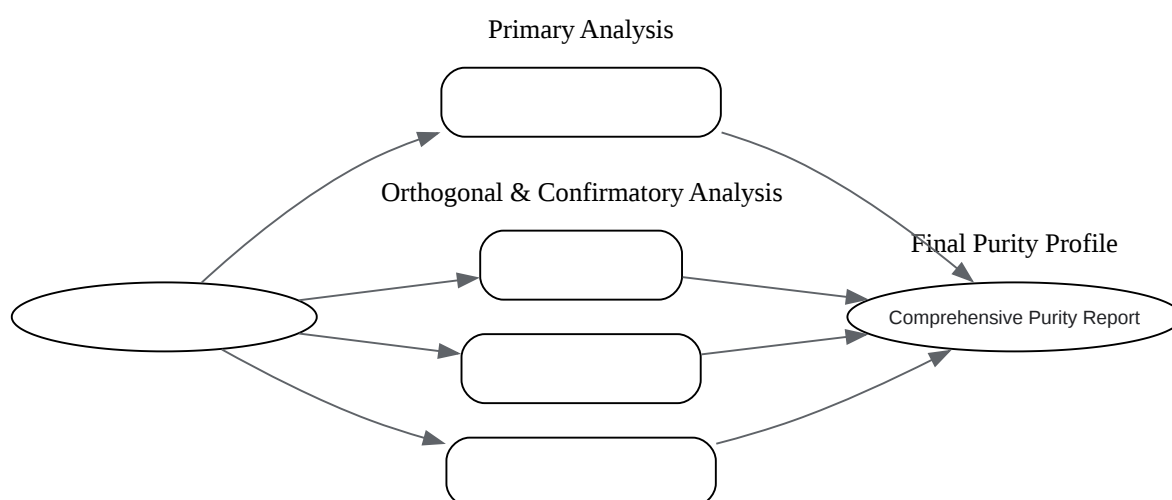 Primary Analysis
Orthogonal & Confirmatory Analysis
Final Purity Profile
Comprehensive Purity Report